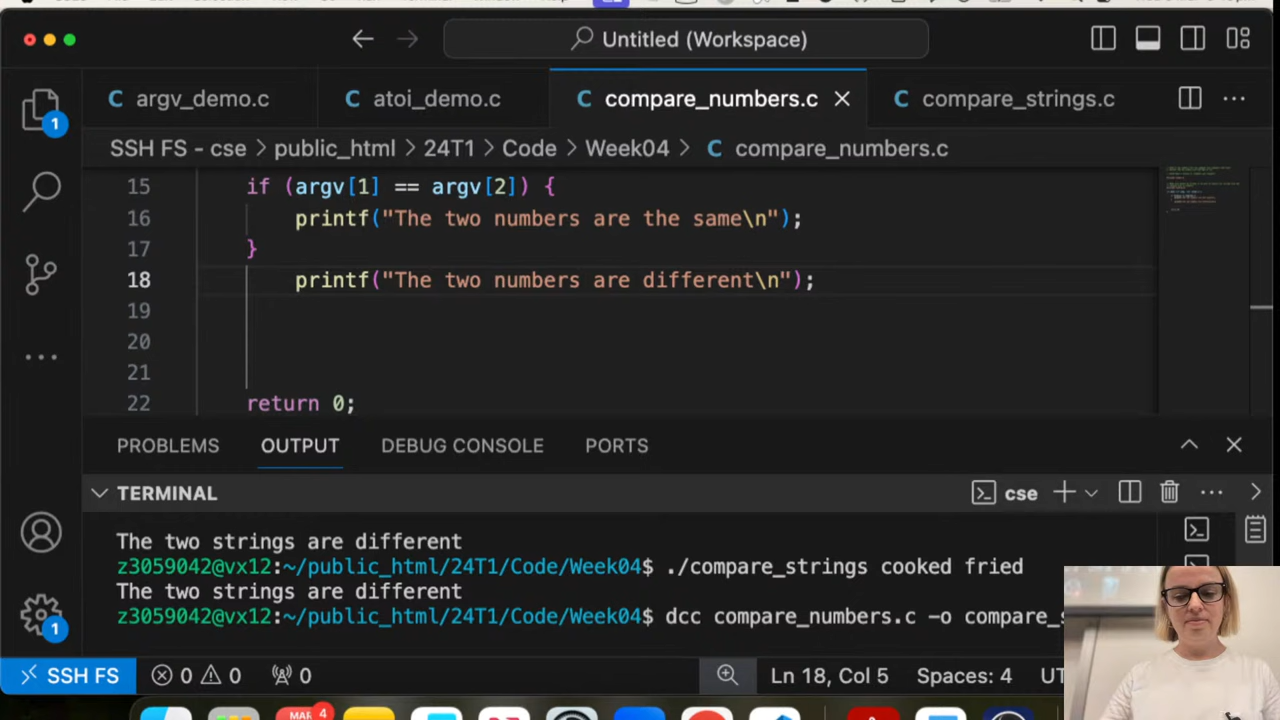 Untitled (Workspace)
argv_demo.c
atoi_demo.c
compare_numbers.c
compare_strings.c
SSH FS - cse > public_html > 24T1 > Code > Week04 > C compare_numbers.c
15 if (argv[1] == argv[2]) {
16 printf("The two numbers are the same\n");
17 }
18 printf("The two numbers are different\n");
19
20
21
22 return 0;
PROBLEMS OUTPUT DEBUG CONSOLE PORTS
TERMINAL
cse
The two strings are different
z3059042@vx12:~/public_html/24T1/Code/Week04$ ./compare_strings cooked fried
The two strings are different
z3059042@vx12:~/public_html/24T1/Code/Week04$ dcc compare_numbers.c -o compare_s
SSH FS 0 0 0 Ln 18, Col 5 Spaces: 4 UT
MAR 4